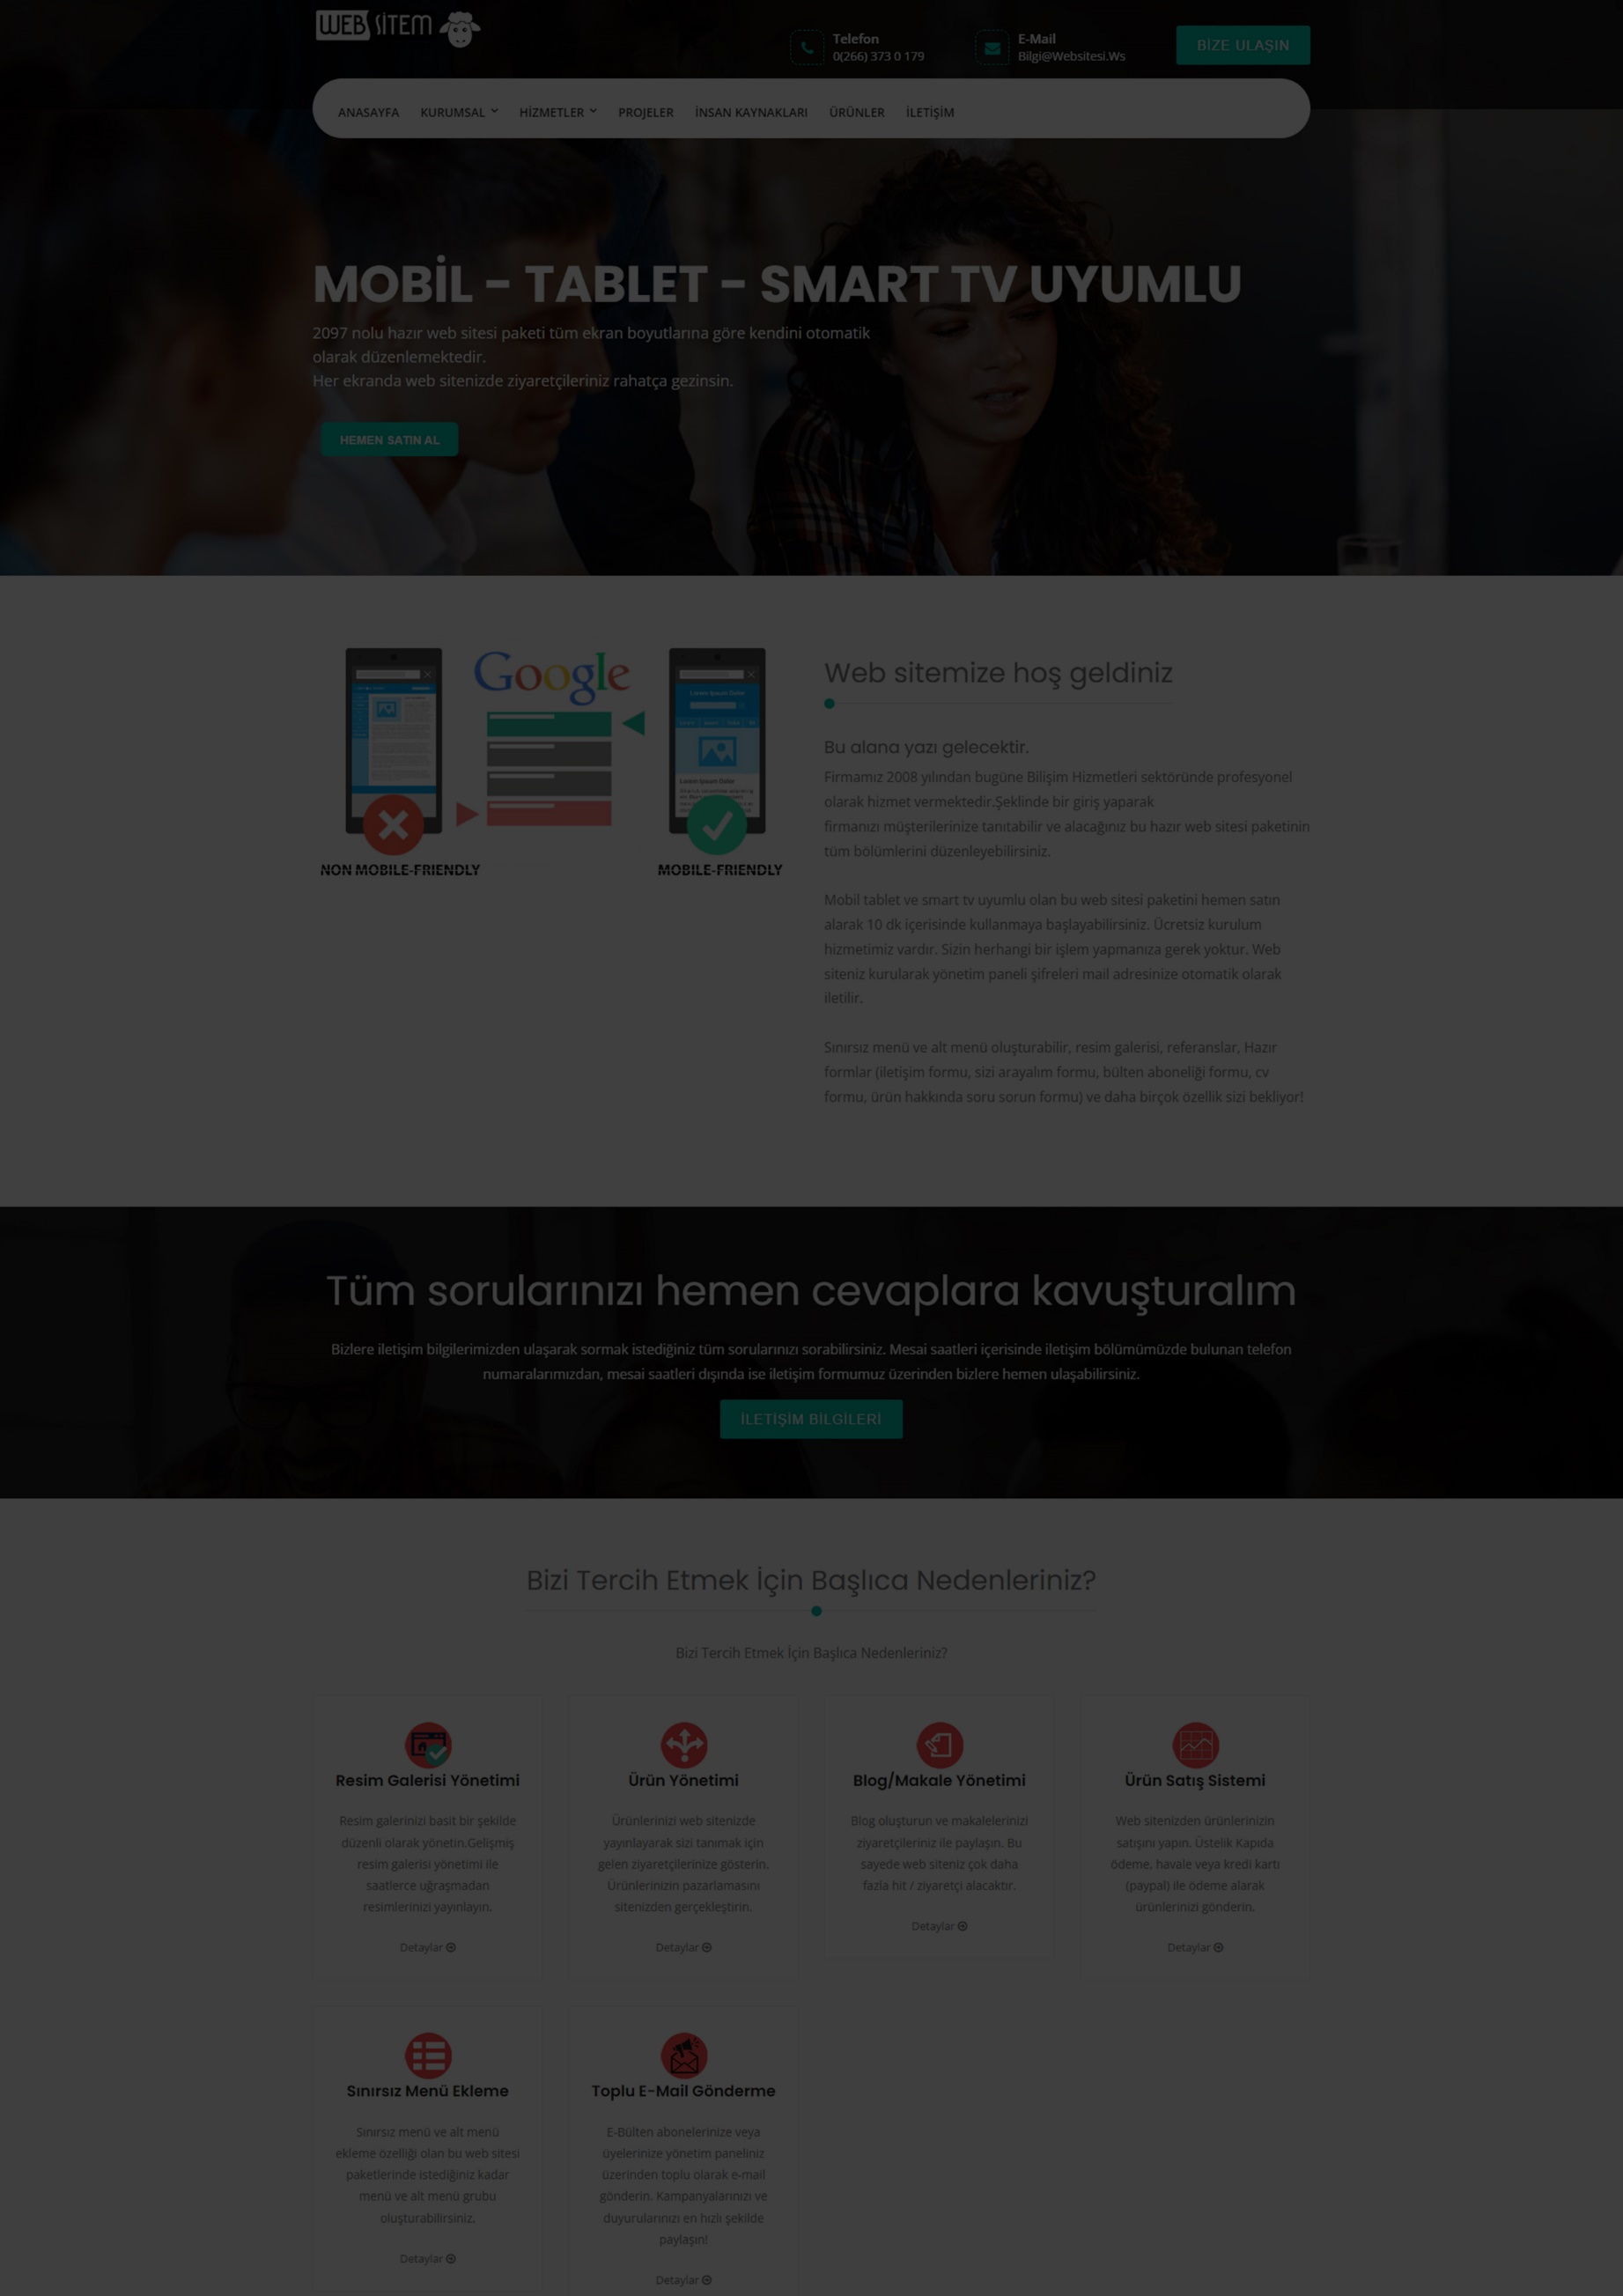 WEB SİTEM
Telefon
0(266) 373 0 179
E-Mail
Bilgi@Websitesi.Ws
BİZE ULAŞIN
ANASAYFA KURUMSAL HİZMETLER PROJELER İNSAN KAYNAKLARI ÜRÜNLER İLETİŞİM
MOBİL - TABLET - SMART TV UYUMLU
2097 nolu hazır web sitesi paketi tüm ekran boyutlarına göre kendini otomatik
olarak düzenlemektedir.
Her ekranda web sitenizde ziyaretçileriniz rahatça gezinsin.
HEMEN SATIN AL
Google
Lorem Ipsum Dolor
Lorem Ipsum Dolor
NON MOBILE-FRIENDLY
MOBILE-FRIENDLY
Web sitemize hoş geldiniz
Bu alana yazı gelecektir.
Firmamız 2008 yılından bugüne Bilişim Hizmetleri sektöründe profesyonel
olarak hizmet vermektedir.Şeklinde bir giriş yaparak
firmanızı müşterilerinize tanıtabilir ve alacağınız bu hazır web sitesi paketinin
tüm bölümlerini düzenleyebilirsiniz.
Mobil tablet ve smart tv uyumlu olan bu web sitesi paketini hemen satın
alarak 10 dk içerisinde kullanmaya başlayabilirsiniz. Ücretsiz kurulum
hizmetimiz vardır. Sizin herhangi bir işlem yapmanıza gerek yoktur. Web
siteniz kurularak yönetim paneli şifreleri mail adresinize otomatik olarak
iletilir.
Sınırsız menü ve alt menü oluşturabilir, resim galerisi, referanslar, Hazır
formlar (iletişim formu, sizi arayalım formu, bülten aboneliği formu, cv
formu, ürün hakkında soru sorun formu) ve daha birçok özellik sizi bekliyor!
Tüm sorularınızı hemen cevaplara kavuşturalım
Bizlere iletişim bilgilerimizden ulaşarak sormak istediğiniz tüm sorularınızı sorabilirsiniz. Mesai saatleri içerisinde iletişim bölümümüzde bulunan telefon
numaralarımızdan, mesai saatleri dışında ise iletişim formumuz üzerinden bizlere hemen ulaşabilirsiniz.
İLETİŞİM BİLGİLERİ
Bizi Tercih Etmek İçin Başlıca Nedenleriniz?
Bizi Tercih Etmek İçin Başlıca Nedenleriniz?
Resim Galerisi Yönetimi
Resim galerinizi basit bir şekilde
düzenli olarak yönetin.Gelişmiş
resim galerisi yönetimi ile
saatlerce uğraşmadan
resimlerinizi yayınlayın.
Detaylar
Ürün Yönetimi
Ürünlerinizi web sitenizde
yayınlayarak sizi tanımak için
gelen ziyaretçilerinize gösterin.
Ürünlerinizin pazarlamasını
sitenizden gerçekleştirin.
Detaylar
Blog/Makale Yönetimi
Blog oluşturun ve makalelerinizi
ziyaretçileriniz ile paylaşın. Bu
sayede web siteniz çok daha
fazla hit / ziyaretçi alacaktır.
Detaylar
Ürün Satış Sistemi
Web sitenizden ürünlerinizin
satışını yapın. Üstelik Kapıda
ödeme, havale veya kredi kartı
(paypal) ile ödeme alarak
ürünlerinizi gönderin.
Detaylar
Sınırsız Menü Ekleme
Sınırsız menü ve alt menü
ekleme özelliği olan bu web sitesi
paketlerinde istediğiniz kadar
menü ve alt menü grubu
oluşturabilirsiniz.
Detaylar
Toplu E-Mail Gönderme
E-Bülten abonelerinize veya
üyelerinize yönetim paneliniz
üzerinden toplu olarak e-mail
gönderin. Kampanyalarınızı ve
duyurularınızı en hızlı şekilde
paylaşın!
Detaylar